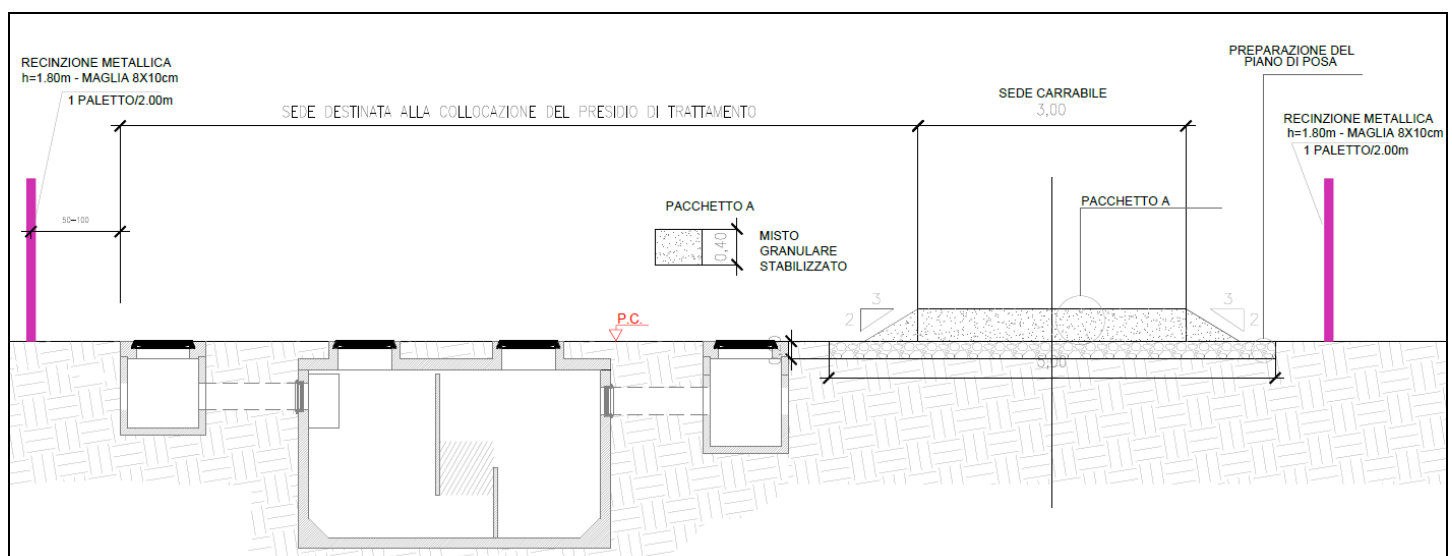 RECINZIONE METALLICA
h=1.80m - MAGLIA 8X10cm
1 PALETTO/2.00m
SEDE DESTINATA ALLA COLLOCAZIONE DEL PRESIDIO DI TRATTAMENTO
SEDE CARRABILE
3,00
PREPARAZIONE DEL
PIANO DI POSA
RECINZIONE METALLICA
h=1.80m - MAGLIA 8X10cm
1 PALETTO/2.00m
50-100
PACCHETTO A
0,40
MISTO
GRANULARE
STABILIZZATO
PACCHETTO A
3
2
3
2
P.C.